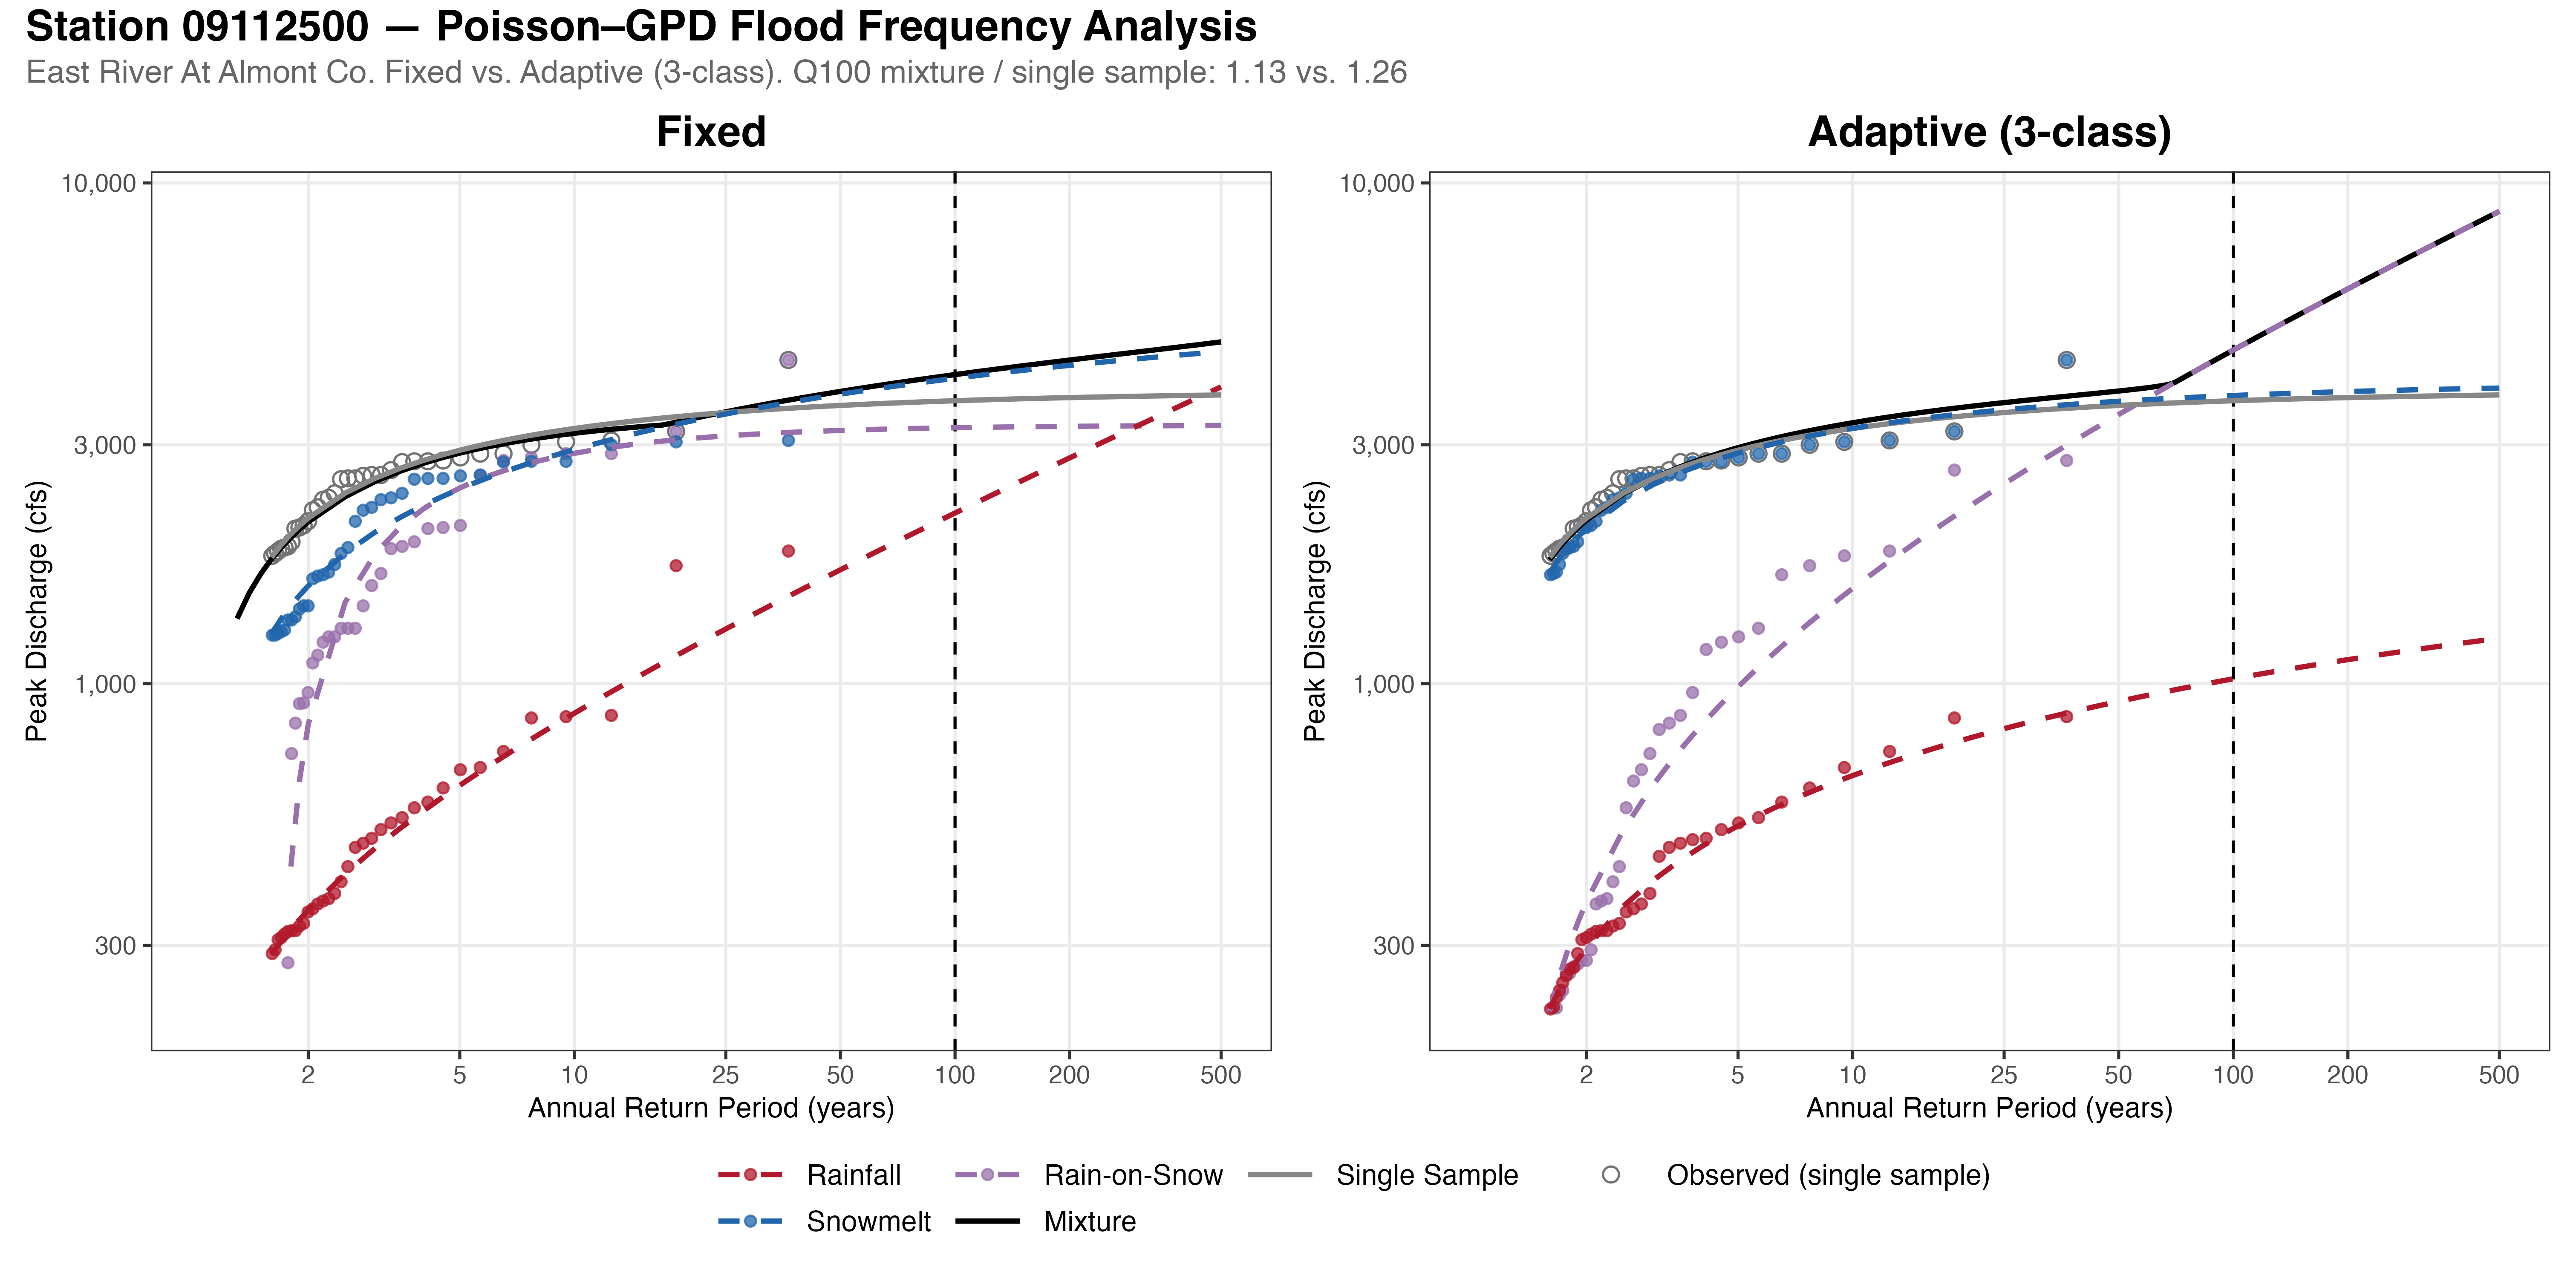 Station 09112500 — Poisson–GPD Flood Frequency Analysis
East River At Almont Co. Fixed vs. Adaptive (3-class). Q100 mixture / single sample: 1.13 vs. 1.26
Fixed
Peak Discharge (cfs)
10,000
3,000
1,000
300
2 5 10 25 50 100 200 500
Annual Return Period (years)
Adaptive (3-class)
Peak Discharge (cfs)
10,000
3,000
1,000
300
2 5 10 25 50 100 200 500
Annual Return Period (years)
Rainfall Rain-on-Snow Single Sample Observed (single sample)
Snowmelt Mixture